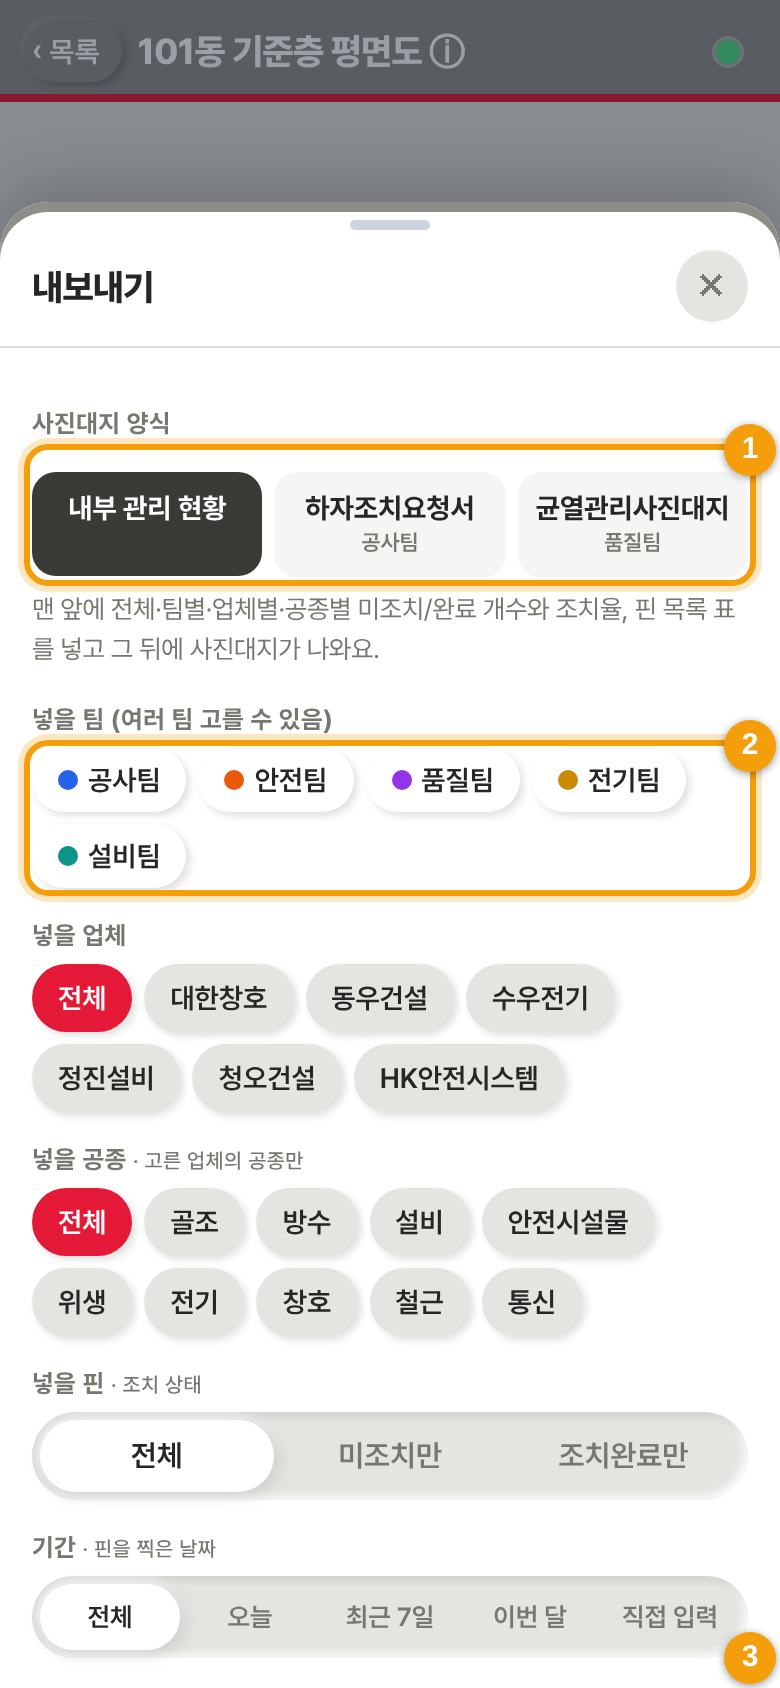 ‹ 목록 101동 기준층 평면도 ⓘ
내보내기
×
사진대지 양식
1
내부 관리 현황 하자조치요청서 균열관리사진대지
공사팀 품질팀
맨 앞에 전체·팀별·업체별·공종별 미조치/완료 개수와 조치율, 핀 목록 표
를 넣고 그 뒤에 사진대지가 나와요.
넣을 팀 (여러 팀 고를 수 있음)
2
공사팀 안전팀 품질팀 전기팀
설비팀
넣을 업체
전체 대한창호 동우건설 수우전기
정진설비 청오건설 HK안전시스템
넣을 공종 · 고른 업체의 공종만
전체 골조 방수 설비 안전시설물
위생 전기 창호 철근 통신
넣을 핀 · 조치 상태
전체 미조치만 조치완료만
기간 · 핀을 찍은 날짜
전체 오늘 최근 7일 이번 달 직접 입력
3